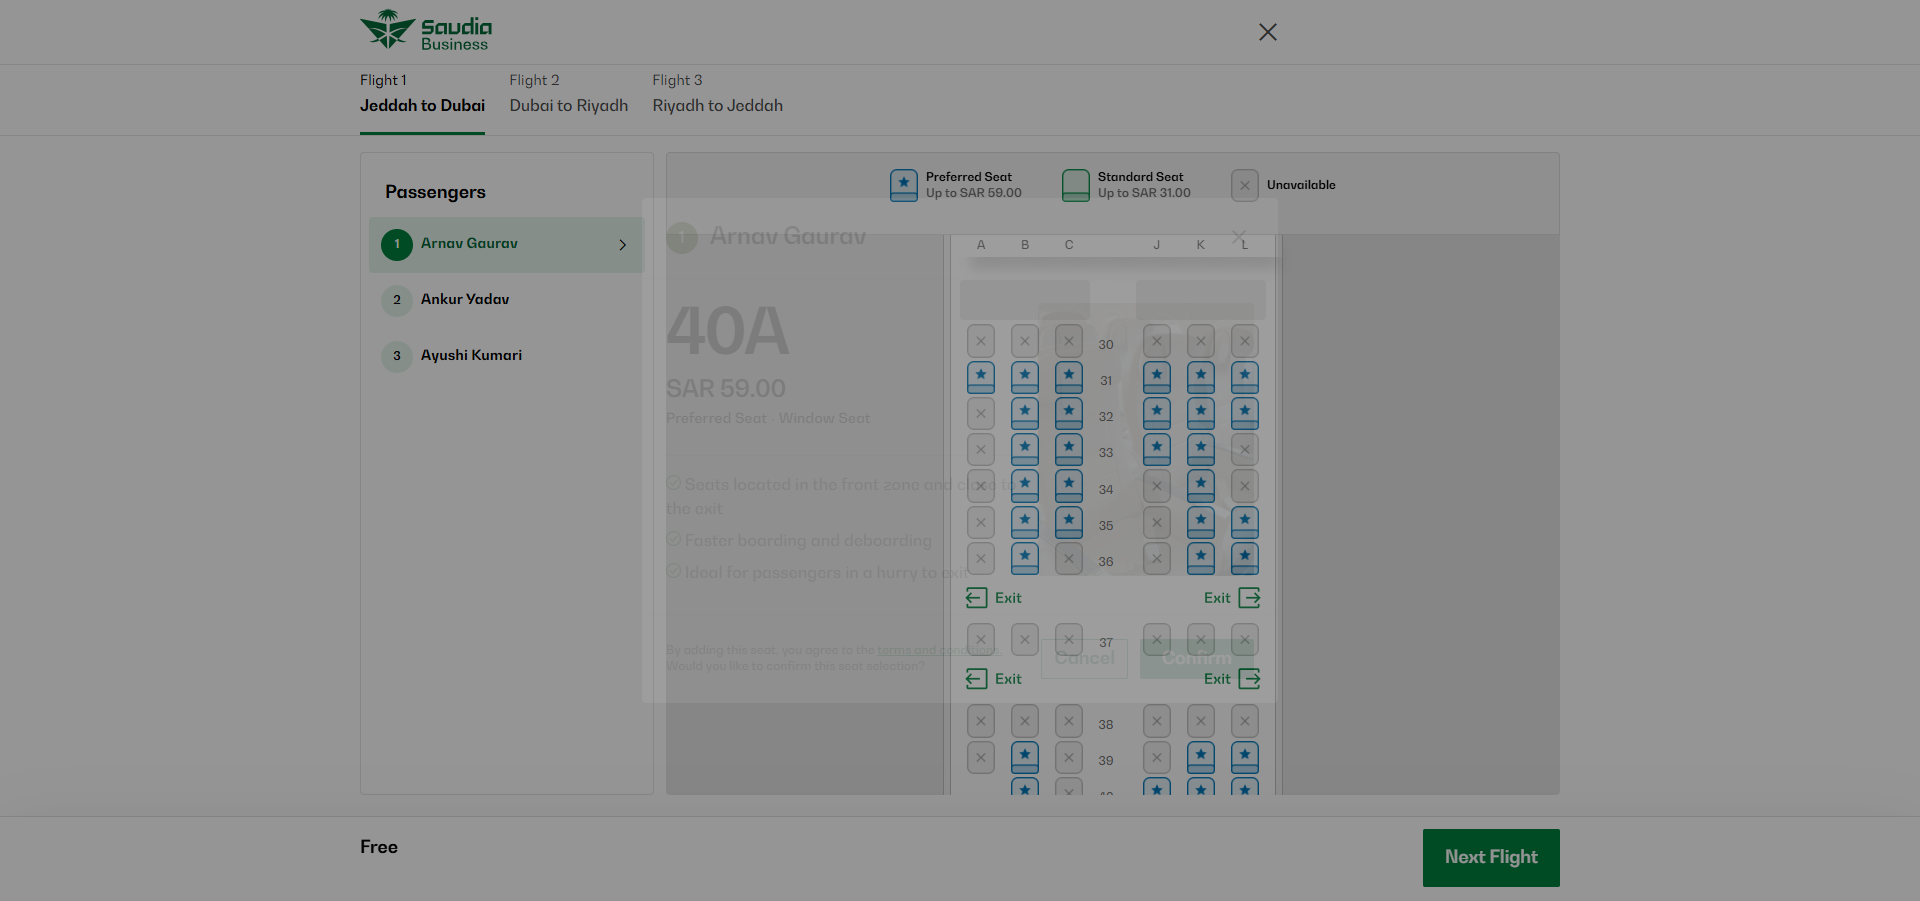 Saudia
Business
Flight 1
Jeddah to Dubai
Flight 2
Dubai to Riyadh
Flight 3
Riyadh to Jeddah
Passengers
1 Arnav Gaurav
2 Ankur Yadav
3 Ayushi Kumari
Preferred Seat
Up to SAR 59.00
Standard Seat
Up to SAR 31.00
Unavailable
1 Arnav Gaurav
40A
SAR 59.00
Preferred Seat - Window Seat
Seats located in the front zone and close to
the exit
Faster boarding and deboarding
Ideal for passengers in a hurry to exit
By adding this seat, you agree to the terms and conditions.
Would you like to confirm this seat selection?
Cancel
Confirm
A B C J K L
30
31
32
33
34
35
36
Exit Exit
37
Exit Exit
38
39
40
Free
Next Flight